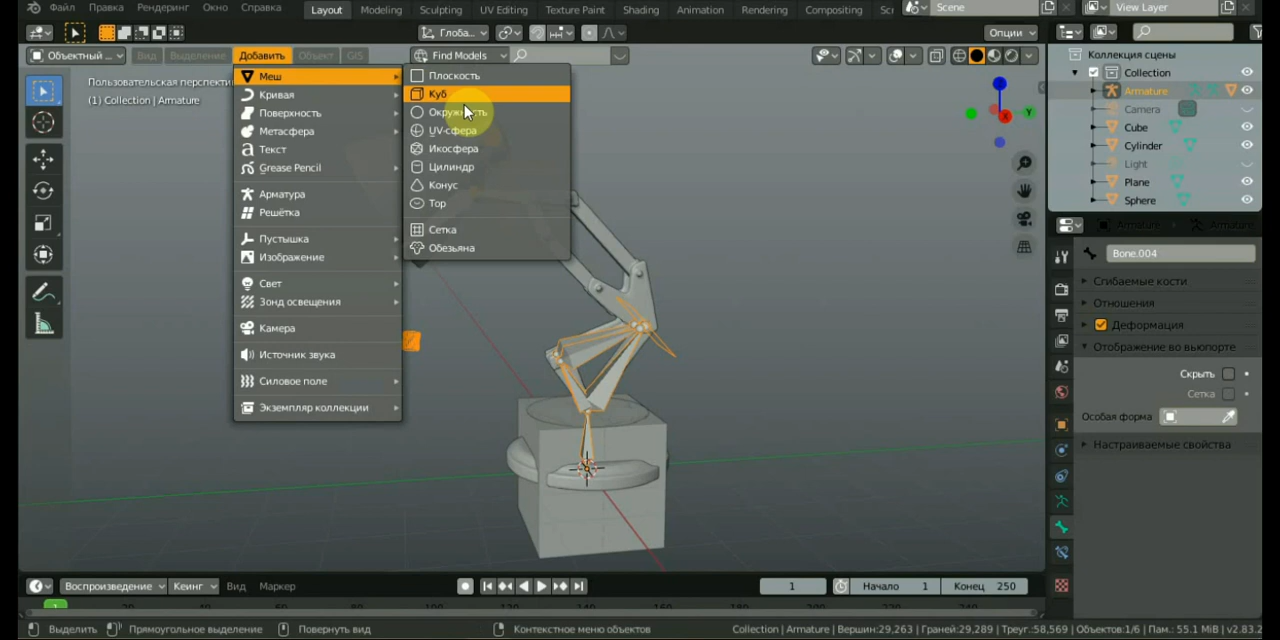 Файл Правка Рендеринг Окно Справка Layout Modeling Sculpting UV Editing Texture Paint Shading Animation Rendering Compositing Scene View Layer
Глоба... Опции
Объектный ... Вид Выделение Добавить Объект GIS Find Models
Коллекция сцены
Collection
Armature
Camera
Cube
Cylinder
Light
Plane
Sphere
Пользовательская перспекти
(1) Collection | Armature
Меш
Кривая
Поверхность
Метасфера
Текст
Grease Pencil
Арматура
Решётка
Пустышка
Изображение
Свет
Зонд освещения
Камера
Источник звука
Силовое поле
Экземпляр коллекции
Плоскость
Куб
Окружность
UV-сфера
Икосфера
Цилиндр
Конус
Тор
Сетка
Обезьяна
Z
X
Y
Armature Armature
Bone.004
Сгибаемые кости
Отношения
Деформация
Отображение во вьюпорте
Скрыть
Сетка
Особая форма
Настраиваемые свойства
Воспроизведение Кеинг Вид Маркер 1 Начало 1 Конец 250
1
Выделить Прямоугольное выделение Повернуть вид Контекстное меню объектов Collection | Armature | Вершин:29,263 | Граней:29,289 | Треуг.:58,569 | Объектов:1/6 | Пам.: 55.1 MiB | v2.83.2